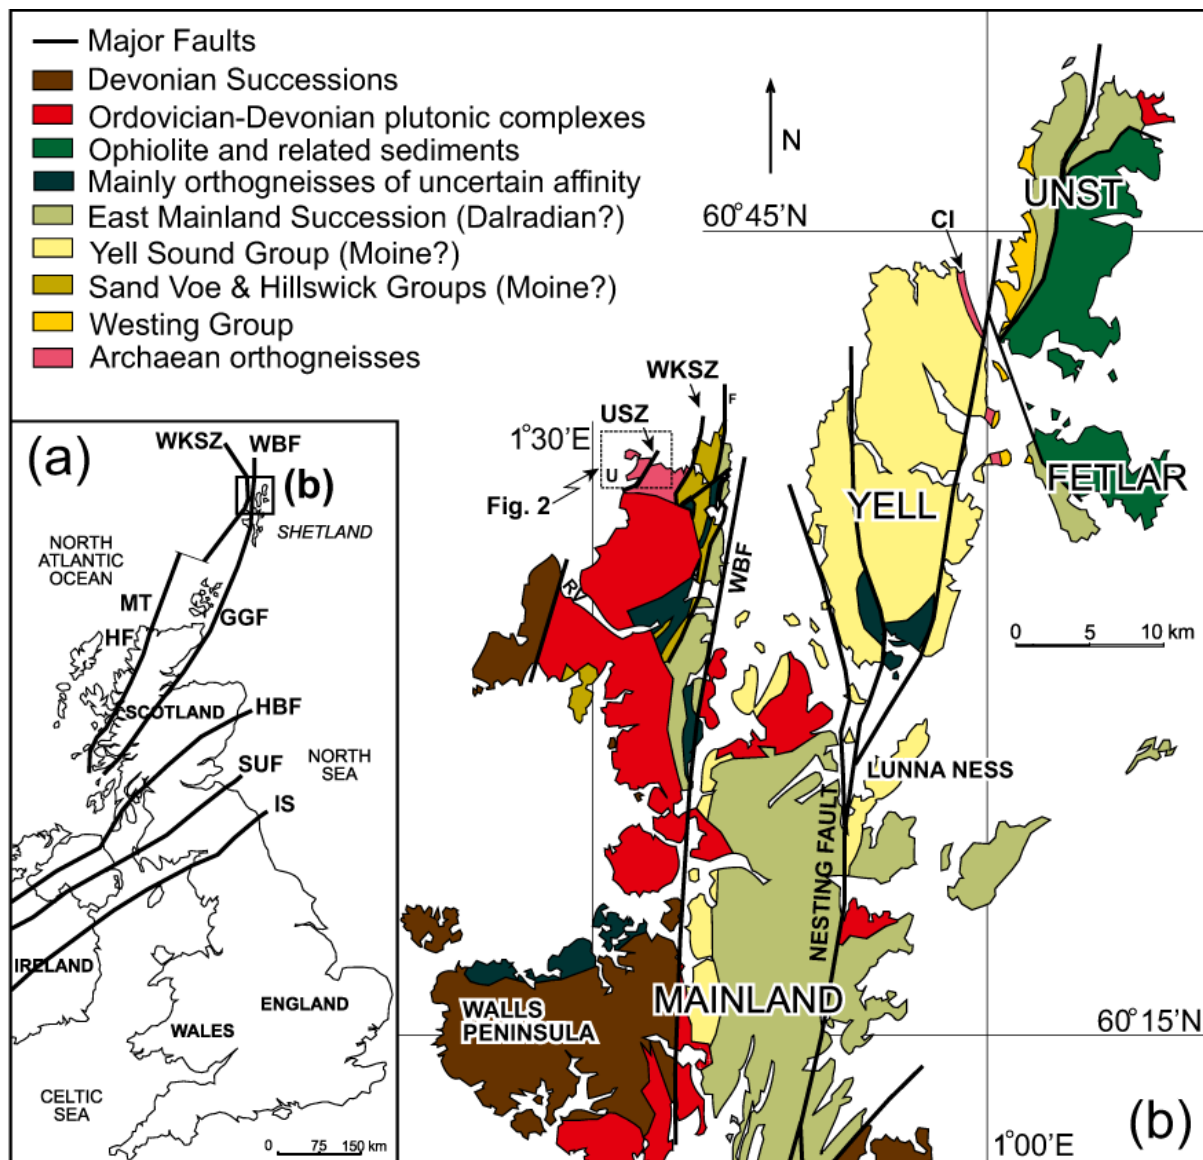 Major Faults
Devonian Successions
Ordovician-Devonian plutonic complexes
Ophiolite and related sediments
Mainly orthogneisses of uncertain affinity
East Mainland Succession (Dalradian?)
Yell Sound Group (Moine?)
Sand Voe & Hillswick Groups (Moine?)
Westing Group
Archaean orthogneisses
N
60°45'N
CI
UNST
WKSZ
F
USZ
1°30'E
U
Fig. 2
YELL
FETLAR
WBF
RV
0 5 10 km
LUNNA NESS
NESTING FAULT
MAINLAND
WALLS
PENINSULA
60°15'N
1°00'E
(b)
(a)
WKSZ
WBF
(b)
SHETLAND
NORTH
ATLANTIC
OCEAN
MT
GGF
HF
SCOTLAND
HBF
NORTH
SEA
SUF
IS
IRELAND
ENGLAND
WALES
CELTIC
SEA
0 75 150 km